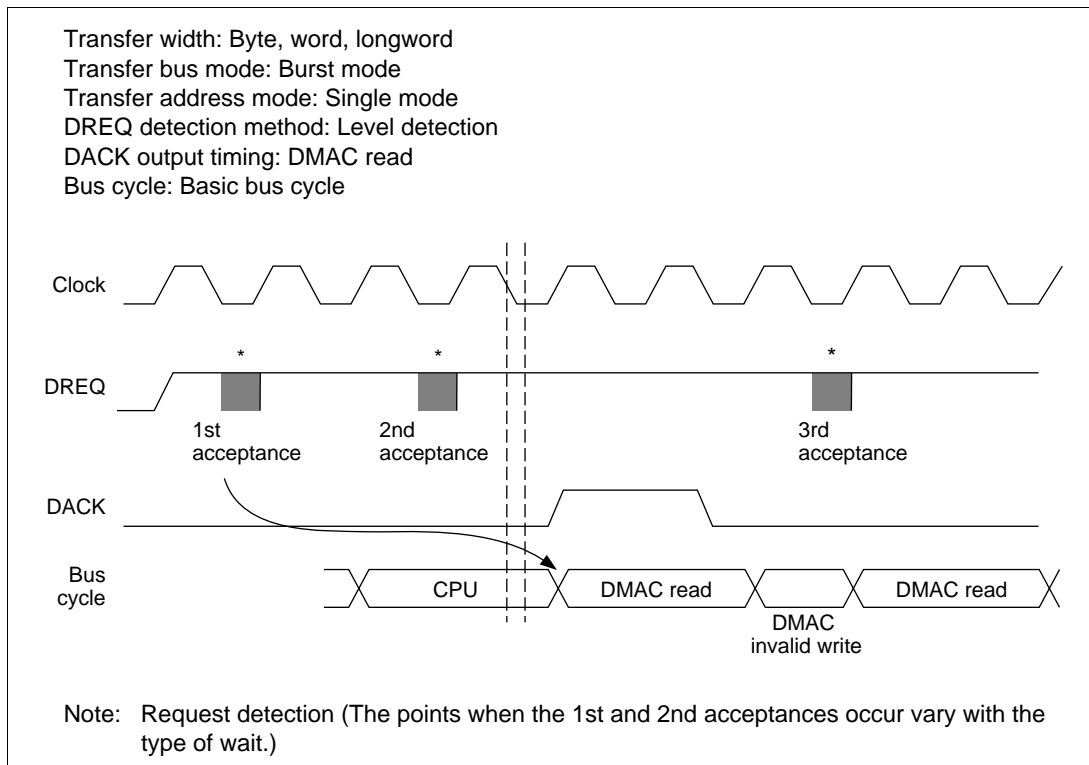 Transfer width: Byte, word, longword
Transfer bus mode: Burst mode
Transfer address mode: Single mode
DREQ detection method: Level detection
DACK output timing: DMAC read
Bus cycle: Basic bus cycle
Clock
* * *
DREQ
1st
acceptance
2nd
acceptance
3rd
acceptance
DACK
Bus
cycle
CPU
DMAC read
DMAC
invalid write
DMAC read
Note: Request detection (The points when the 1st and 2nd acceptances occur vary with the
type of wait.)